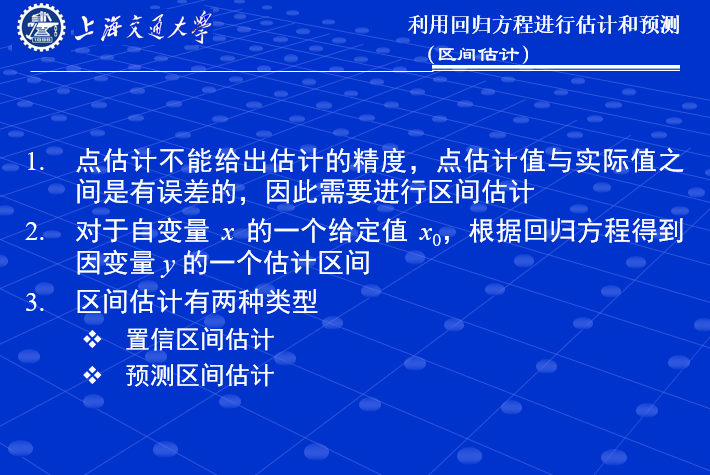 上海交通大学
利用回归方程进行估计和预测
（区间估计）
1. 点估计不能给出估计的精度，点估计值与实际值之
间是有误差的，因此需要进行区间估计
2. 对于自变量 x 的一个给定值 x₀，根据回归方程得到
因变量 y 的一个估计区间
3. 区间估计有两种类型
❖ 置信区间估计
❖ 预测区间估计